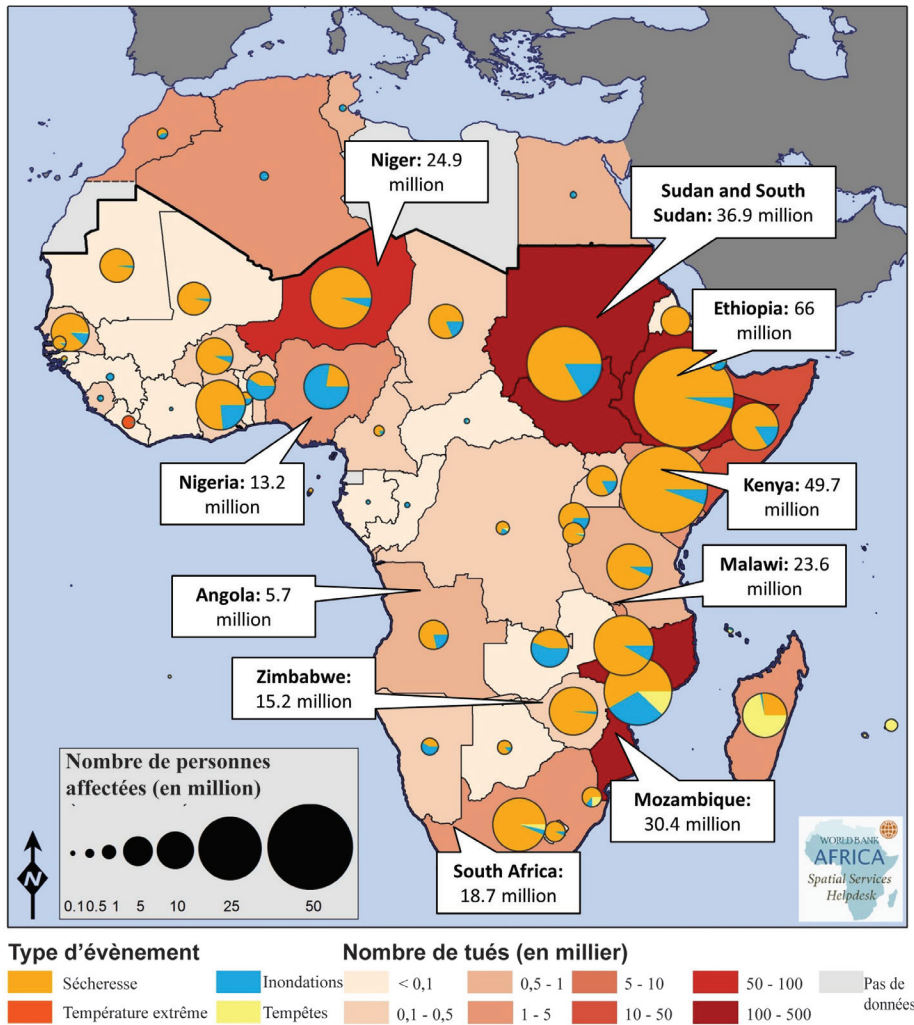 Niger: 24.9
million
Sudan and South
Sudan: 36.9 million
Ethiopia: 66
million
Nigeria: 13.2
million
Kenya: 49.7
million
Malawi: 23.6
million
Angola: 5.7
million
Zimbabwe:
15.2 million
Mozambique:
30.4 million
South Africa:
18.7 million
Nombre de personnes
affectées (en million)
0.1 0.5 1 5 10 25 50
N
WORLD BANK
AFRICA
Spatial Services
Helpdesk
Type d'évènement
Sécheresse
Inondations
Température extrême
Tempêtes
Nombre de tués (en millier)
< 0,1
0,5 - 1
5 - 10
50 - 100
Pas de
données
0,1 - 0,5
1 - 5
10 - 50
100 - 500